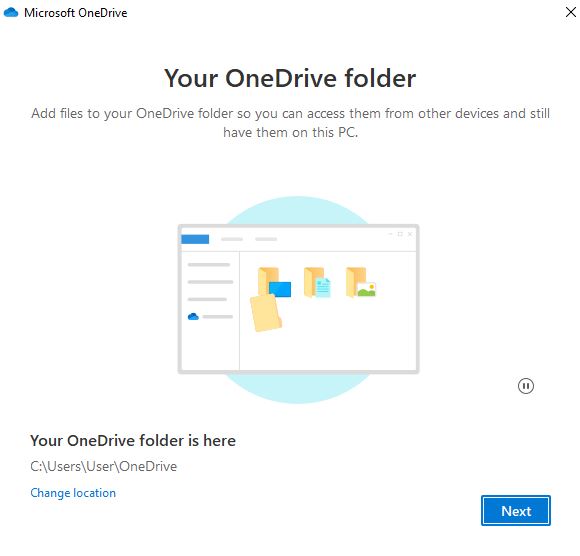 Microsoft OneDrive
Your OneDrive folder
Add files to your OneDrive folder so you can access them from other devices and still
have them on this PC.
Your OneDrive folder is here
C:\Users\User\OneDrive
Change location
Next